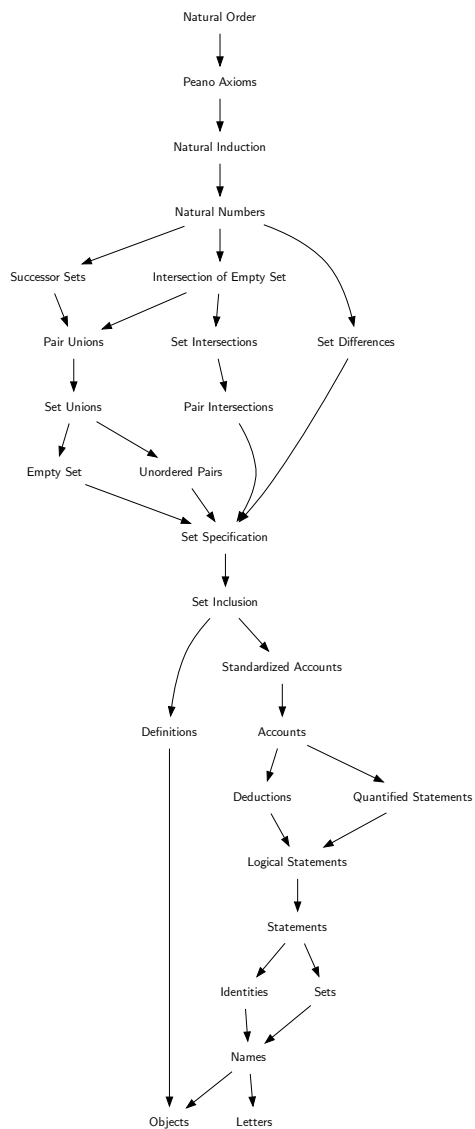 Natural Order
Peano Axioms
Natural Induction
Natural Numbers
Successor Sets
Intersection of Empty Set
Pair Unions
Set Intersections
Set Differences
Set Unions
Pair Intersections
Empty Set
Unordered Pairs
Set Specification
Set Inclusion
Standardized Accounts
Definitions
Accounts
Deductions
Quantified Statements
Logical Statements
Statements
Identities
Sets
Names
Objects
Letters